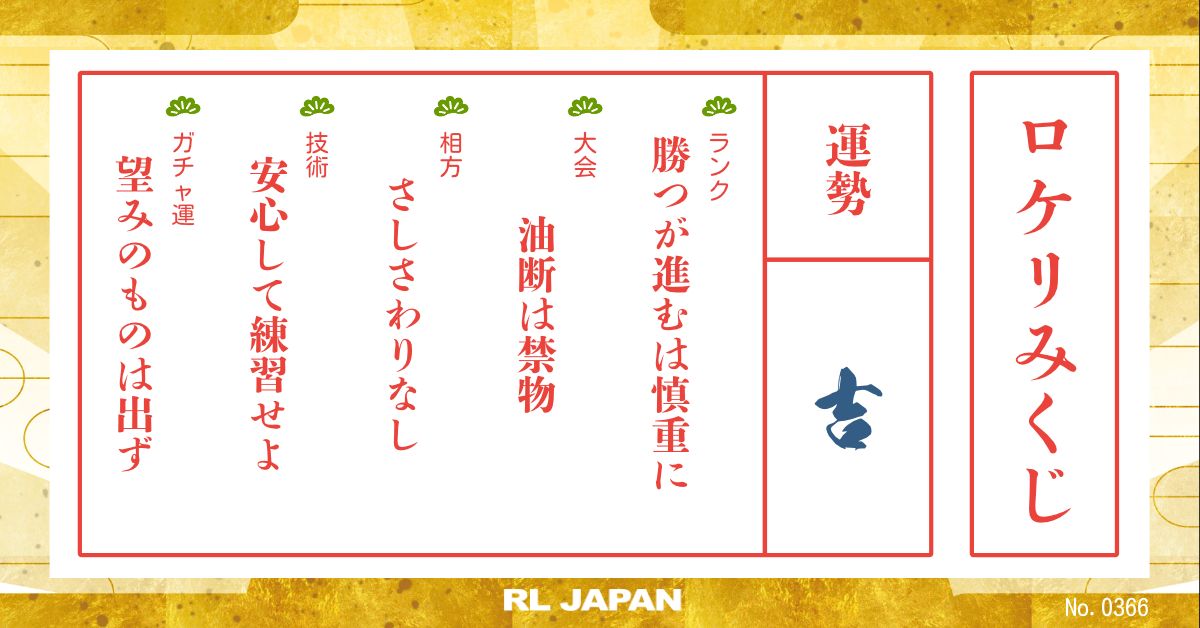 ロケリみくじ
運勢
吉
ランク
勝つが進むは慎重に
大会
油断は禁物
相方
さしさわりなし
技術
安心して練習せよ
ガチャ運
望みのものは出ず
RL JAPAN
No. 0366